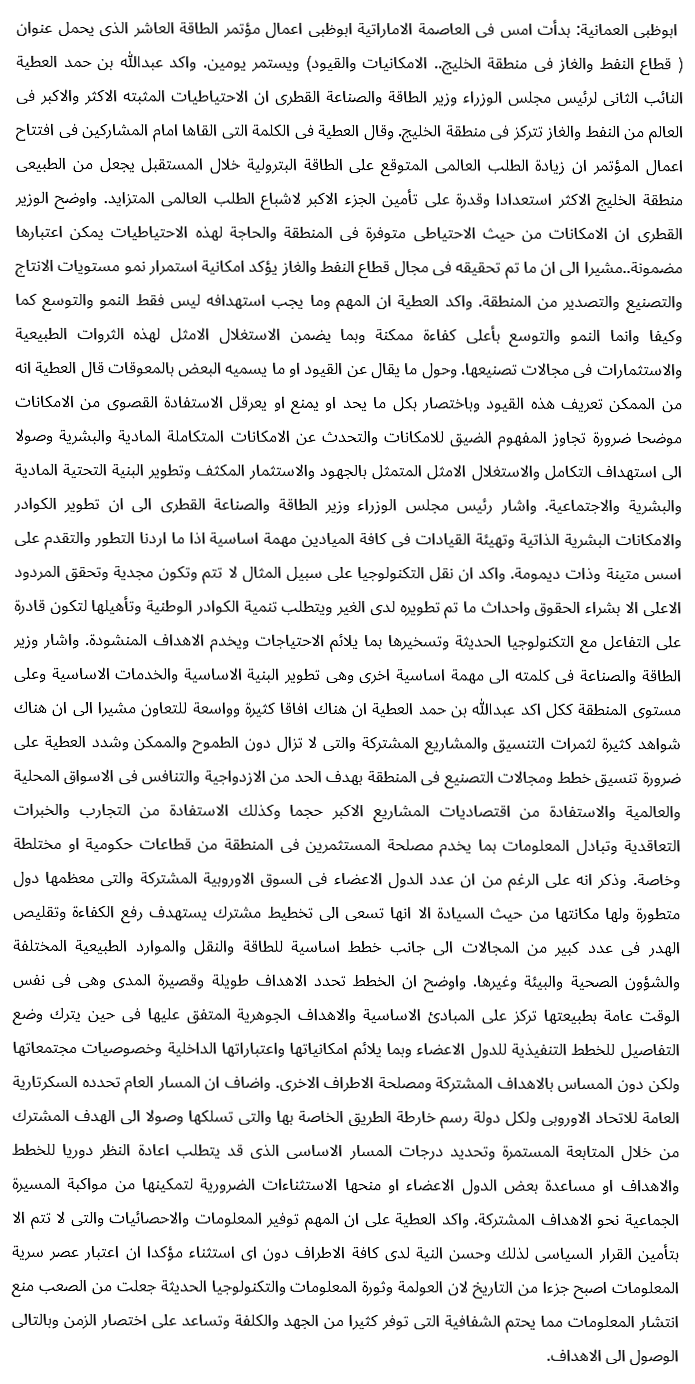 ابوظبى العمانية: بدأت امس فى العاصمة الاماراتية ابوظبى اعمال مؤتمر الطاقة العاشر الذى يحمل عنوان
( قطاع النفط والغاز فى منطقة الخليج.. الامكانيات والقيود) ويستمر يومين. واكد عبدالله بن حمد العطية
النائب الثانى لرئيس مجلس الوزراء وزير الطاقة والصناعة القطرى ان الاحتياطيات المثبته الاكثر والاكبر فى
العالم من النفط والغاز تتركز فى منطقة الخليج. وقال العطية فى الكلمة التى القاها امام المشاركين فى افتتاح
اعمال المؤتمر ان زيادة الطلب العالمى المتوقع على الطاقة البترولية خلال المستقبل يجعل من الطبيعى
منطقة الخليج الاكثر استعدادا وقدرة على تأمين الجزء الاكبر لاشباع الطلب العالمى المتزايد. واوضح الوزير
القطرى ان الامكانات من حيث الاحتياطى متوفرة فى المنطقة والحاجة لهذه الاحتياطيات يمكن اعتبارها
مضمونة..مشيرا الى ان ما تم تحقيقه فى مجال قطاع النفط والغاز يؤكد امكانية استمرار نمو مستويات الانتاج
والتصنيع والتصدير من المنطقة. واكد العطية ان المهم وما يجب استهدافه ليس فقط النمو والتوسع كما
وكيفا وانما النمو والتوسع بأعلى كفاءة ممكنة وبما يضمن الاستغلال الامثل لهذه الثروات الطبيعية
والاستثمارات فى مجالات تصنيعها. وحول ما يقال عن القيود او ما يسميه البعض بالمعوقات قال العطية انه
من الممكن تعريف هذه القيود وباختصار بكل ما يحد او يمنع او يعرقل الاستفادة القصوى من الامكانات
موضحا ضرورة تجاوز المفهوم الضيق للامكانات والتحدث عن الامكانات المتكاملة المادية والبشرية وصولا
الى استهداف التكامل والاستغلال الامثل المتمثل بالجهود والاستثمار المكثف وتطوير البنية التحتية المادية
والبشرية والاجتماعية. واشار رئيس مجلس الوزراء وزير الطاقة والصناعة القطرى الى ان تطوير الكوادر
والامكانات البشرية الذاتية وتهيئة القيادات فى كافة الميادين مهمة اساسية اذا ما اردنا التطور والتقدم على
اسس متينة وذات ديمومة. واكد ان نقل التكنولوجيا على سبيل المثال لا تتم وتكون مجدية وتحقق المردود
الاعلى الا بشراء الحقوق واحداث ما تم تطويره لدى الغير ويتطلب تنمية الكوادر الوطنية وتأهيلها لتكون قادرة
على التفاعل مع التكنولوجيا الحديثة وتسخيرها بما يلائم الاحتياجات ويخدم الاهداف المنشودة. واشار وزير
الطاقة والصناعة فى كلمته الى مهمة اساسية اخرى وهى تطوير البنية الاساسية والخدمات الاساسية وعلى
مستوى المنطقة ككل اكد عبدالله بن حمد العطية ان هناك افاقا كثيرة وواسعة للتعاون مشيرا الى ان هناك
شواهد كثيرة لثمرات التنسيق والمشاريع المشتركة والتى لا تزال دون الطموح والممكن وشدد العطية على
ضرورة تنسيق خطط ومجالات التصنيع فى المنطقة بهدف الحد من الازدواجية والتنافس فى الاسواق المحلية
والعالمية والاستفادة من اقتصاديات المشاريع الاكبر حجما وكذلك الاستفادة من التجارب والخبرات
التعاقدية وتبادل المعلومات بما يخدم مصلحة المستثمرين فى المنطقة من قطاعات حكومية او مختلطة
وخاصة. وذكر انه على الرغم من ان عدد الدول الاعضاء فى السوق الاوروبية المشتركة والتى معظمها دول
متطورة ولها مكانتها من حيث السيادة الا انها تسعى الى تخطيط مشترك يستهدف رفع الكفاءة وتقليص
الهدر فى عدد كبير من المجالات الى جانب خطط اساسية للطاقة والنقل والموارد الطبيعية المختلفة
والشؤون الصحية والبيئة وغيرها. واوضح ان الخطط تحدد الاهداف طويلة وقصيرة المدى وهى فى نفس
الوقت عامة بطبيعتها تركز على المبادئ الاساسية والاهداف الجوهرية المتفق عليها فى حين يترك وضع
التفاصيل للخطط التنفيذية للدول الاعضاء وبما يلائم امكانياتها واعتباراتها الداخلية وخصوصيات مجتمعاتها
ولكن دون المساس بالاهداف المشتركة ومصلحة الاطراف الاخرى. واضاف ان المسار العام تحدده السكرتارية
العامة للاتحاد الاوروبى ولكل دولة رسم خارطة الطريق الخاصة بها والتى تسلكها وصولا الى الهدف المشترك
من خلال المتابعة المستمرة وتحديد درجات المسار الاساسى الذى قد يتطلب اعادة النظر دوريا للخطط
والاهداف او مساعدة بعض الدول الاعضاء او منحها الاستثناءات الضرورية لتمكينها من مواكبة المسيرة
الجماعية نحو الاهداف المشتركة. واكد العطية على ان المهم توفير المعلومات والاحصائيات والتى لا تتم الا
بتأمين القرار السياسى لذلك وحسن النية لدى كافة الاطراف دون اى استثناء مؤكدا ان اعتبار عصر سرية
المعلومات اصبح جزءا من التاريخ لان العولمة وثورة المعلومات والتكنولوجيا الحديثة جعلت من الصعب منع
انتشار المعلومات مما يحتم الشفافية التى توفر كثيرا من الجهد والكلفة وتساعد على اختصار الزمن وبالتالى
الوصول الى الاهداف.